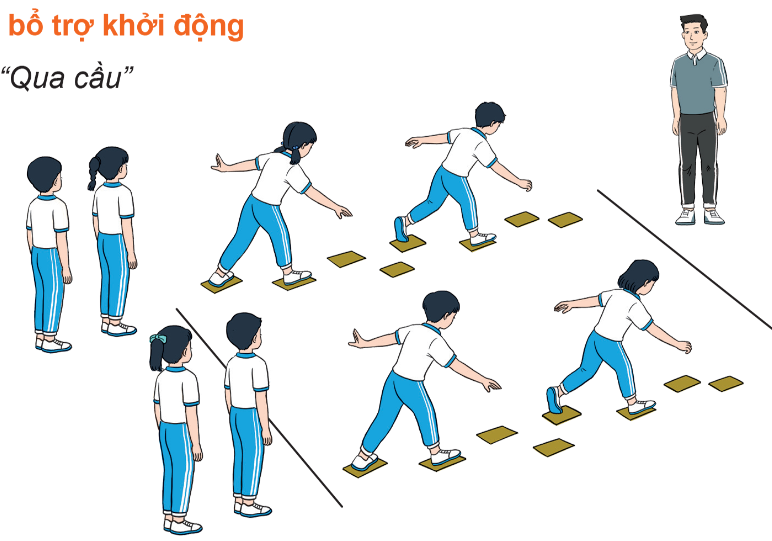 bổ trợ khởi động
“Qua cầu”